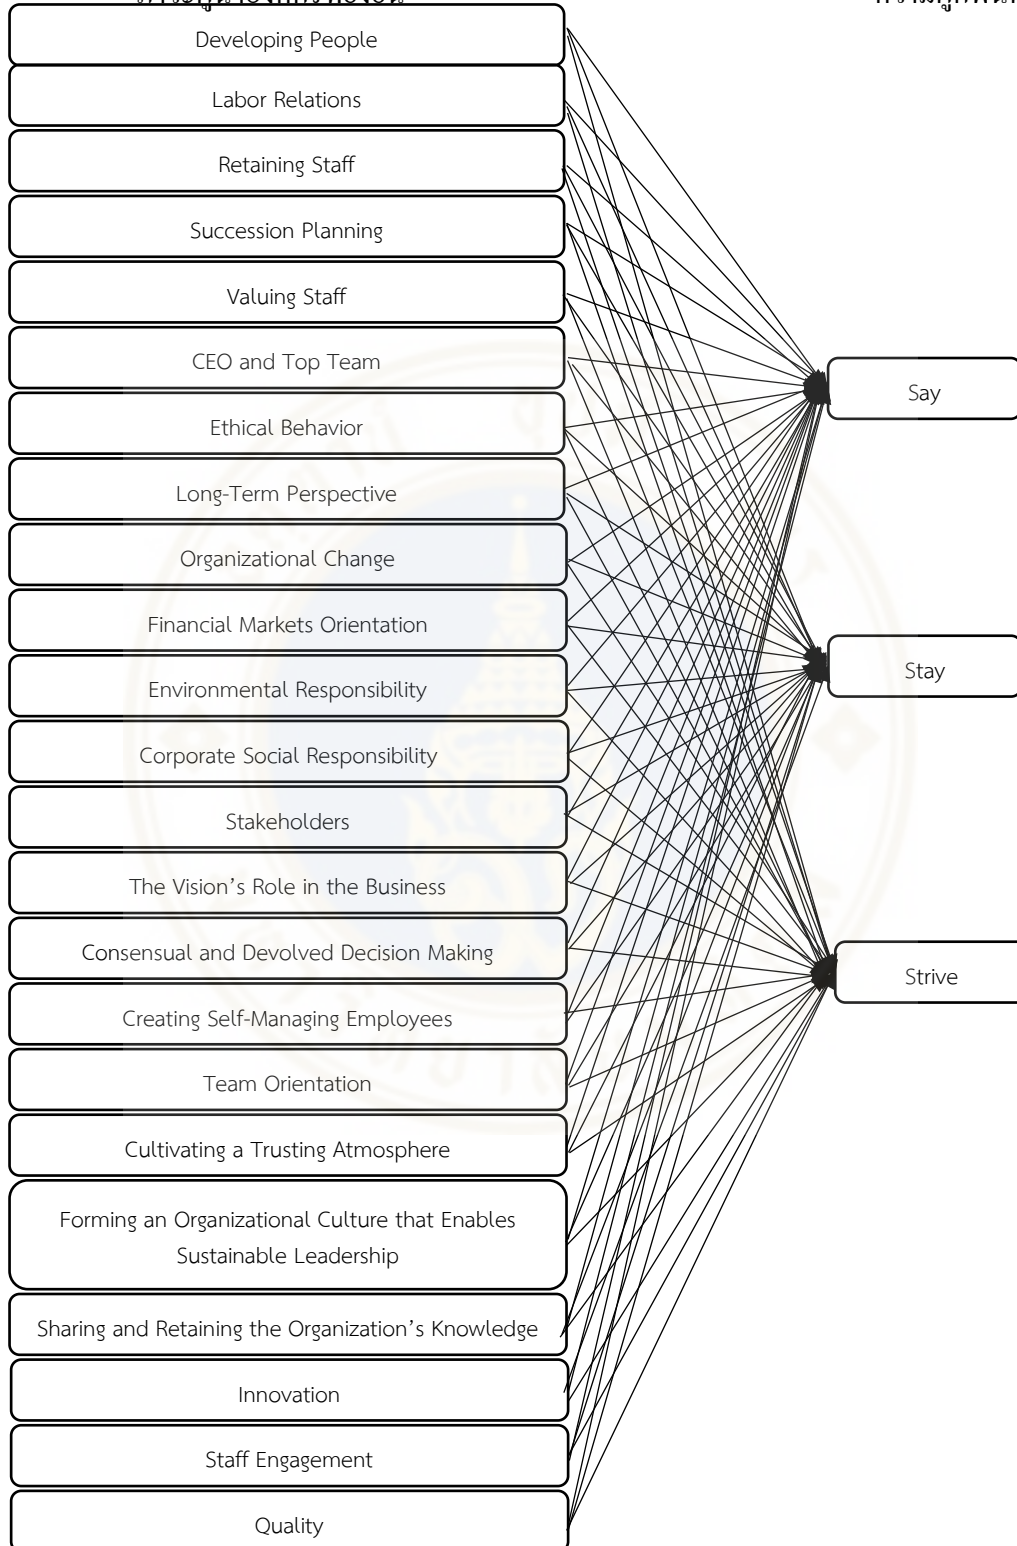 Developing People
Labor Relations
Retaining Staff
Succession Planning
Valuing Staff
CEO and Top Team
Ethical Behavior
Long-Term Perspective
Organizational Change
Financial Markets Orientation
Environmental Responsibility
Corporate Social Responsibility
Stakeholders
The Vision’s Role in the Business
Consensual and Devolved Decision Making
Creating Self-Managing Employees
Team Orientation
Cultivating a Trusting Atmosphere
Forming an Organizational Culture that Enables
Sustainable Leadership
Sharing and Retaining the Organization’s Knowledge
Innovation
Staff Engagement
Quality
Say
Stay
Strive